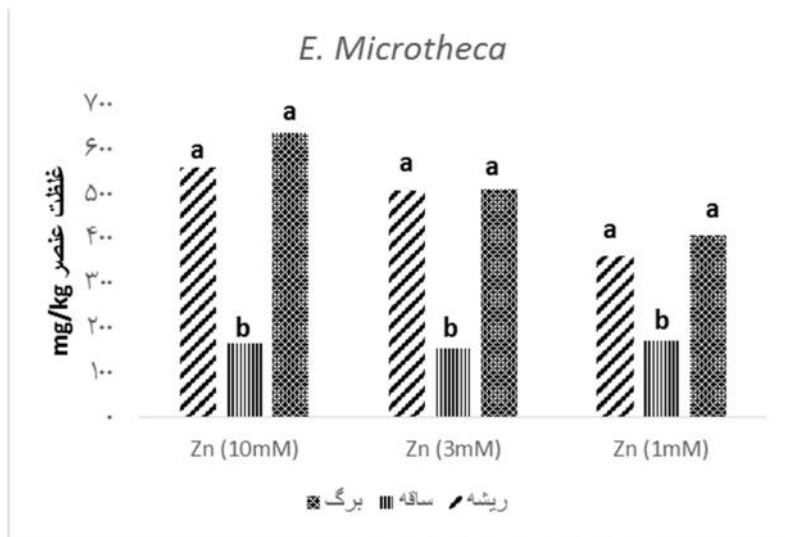 E. Microtheca
غلظت عنصر mg/kg
۷۰۰
۶۰۰
۵۰۰
۴۰۰
۳۰۰
۲۰۰
۱۰۰
۰
a b a
a b a
a b a
Zn (10mM) Zn (3mM) Zn (1mM)
ریشه ساقه برگ